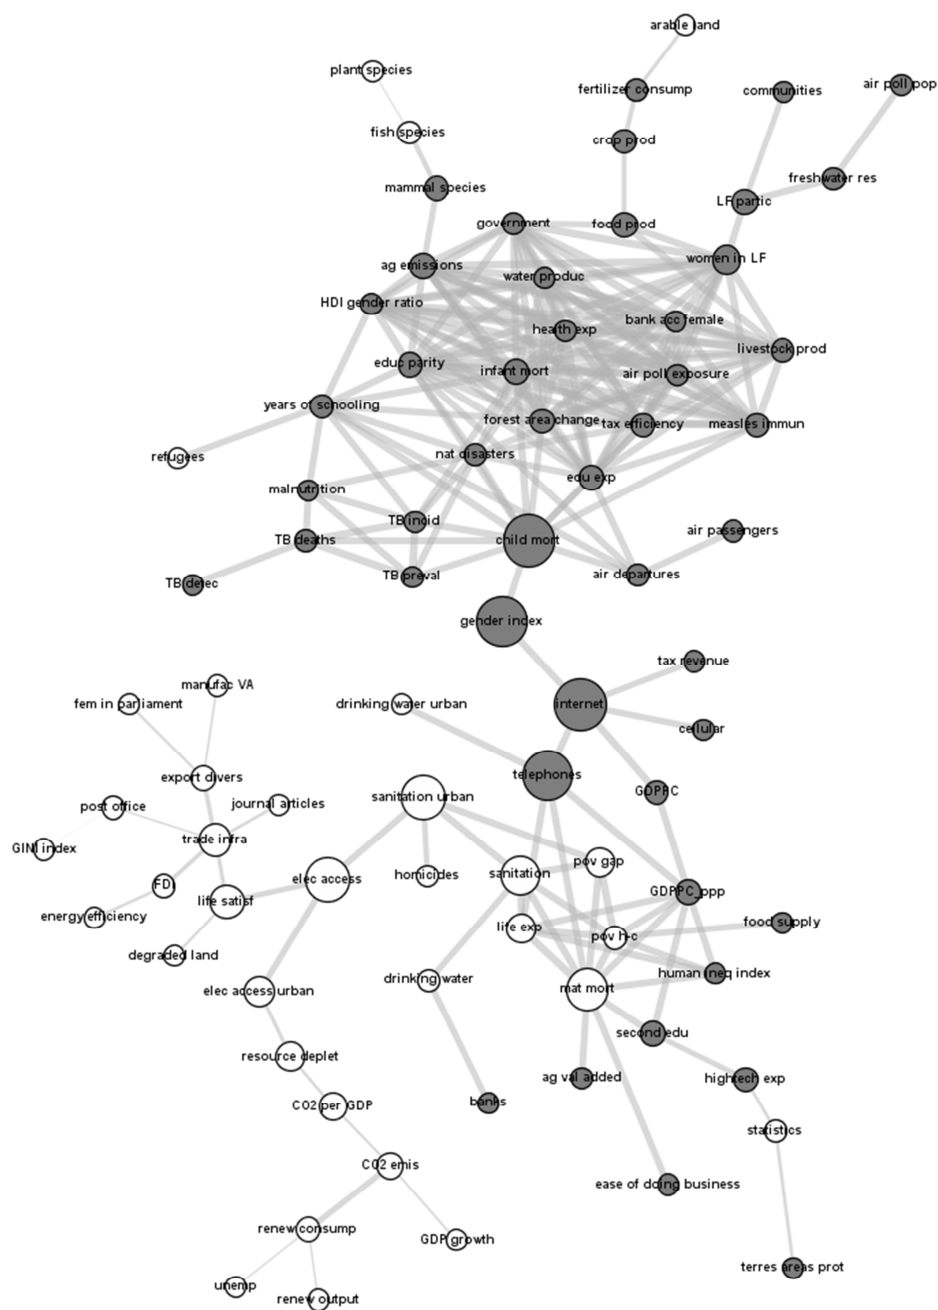 arable land
plant species
fertilizer consump
communities
air poll pop
fish species
crop prod
mammal species
freshwater res
LF partic
government
food prod
women in LF
ag emissions
water produc
HDI gender ratio
bank acc female
health exp
livestock prod
educ parity
infant mort
air poll exposure
years of schooling
forest area change
tax efficiency
measles immun
refugees
nat disasters
edu exp
malnutrition
TB incid
TB deaths
child mort
air passengers
TB detec
TB preval
air departures
gender index
tax revenue
manufac VA
fem in parliament
drinking water urban
internet
cellular
export divers
telephones
sanitation urban
GDPPC
post office
journal articles
GINI index
trade infra
pov gap
FDI
elec access
homicides
sanitation
GDPPC_ppp
energy efficiency
life satisf
life exp
pov h-c
food supply
degraded land
drinking water
human ineq index
elec access urban
mat mort
second edu
resource deplet
ag val added
hightech exp
CO2 per GDP
banks
statistics
CO2 emis
ease of doing business
renew consump
GDP growth
terres areas prot
unemp
renew output